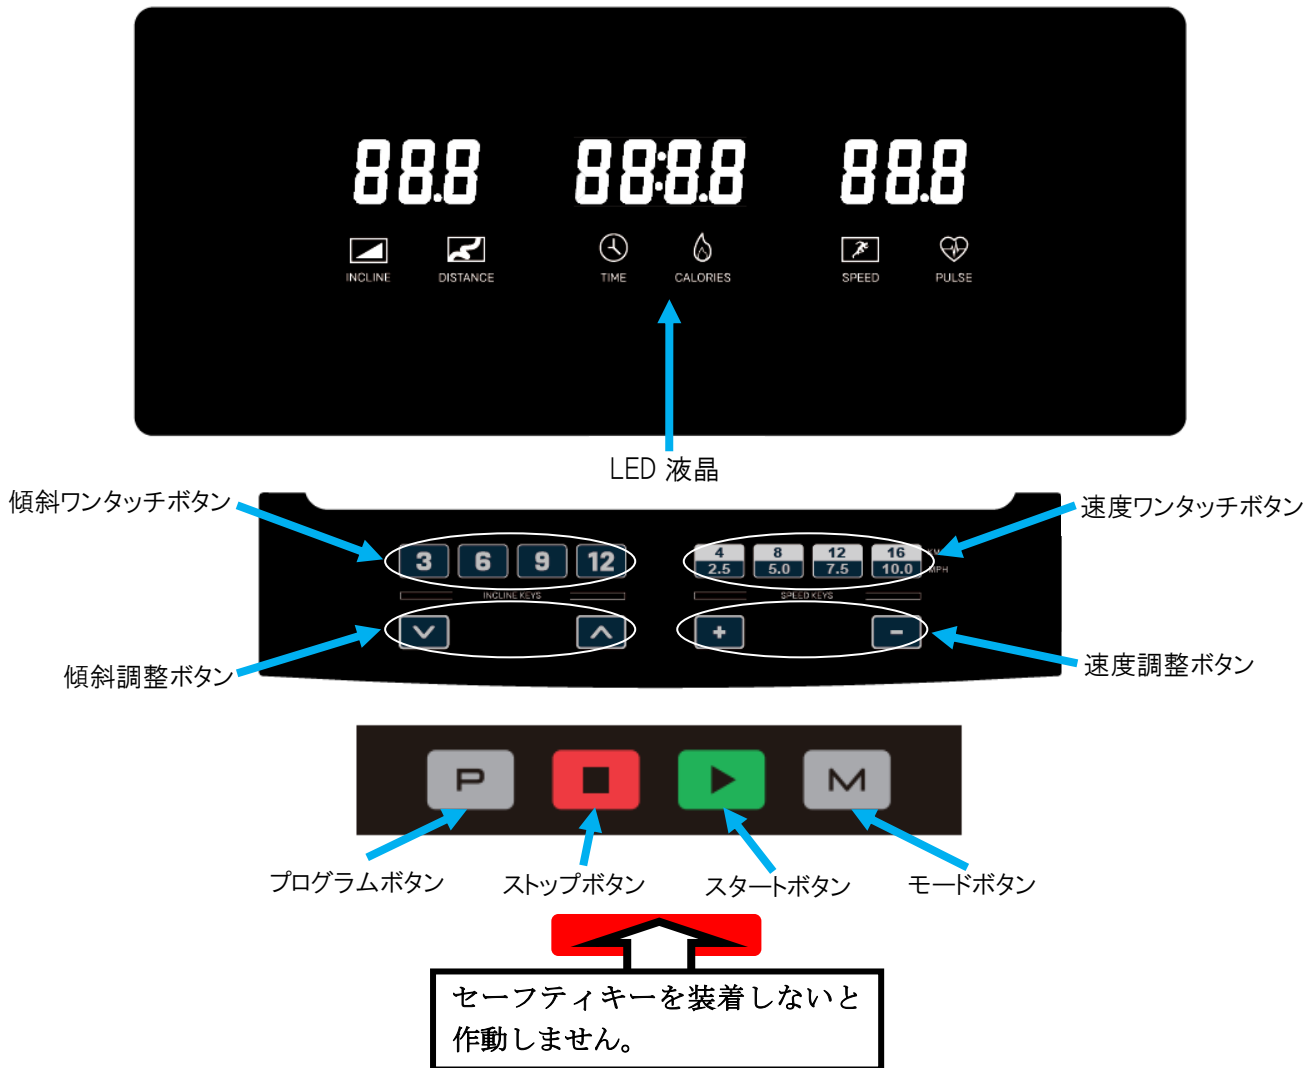 88.8 88:8.8 88.8
INCLINE DISTANCE TIME CALORIES SPEED PULSE
LED 液晶
傾斜ワンタッチボタン
速度ワンタッチボタン
3 6 9 12
4 8 12 16
2.5 5.0 7.5 10.0 MPH
INCLINE KEYS SPEED KEYS
+ -
傾斜調整ボタン
速度調整ボタン
P M
プログラムボタン ストップボタン スタートボタン モードボタン
セーフティキーを装着しないと
作動しません。